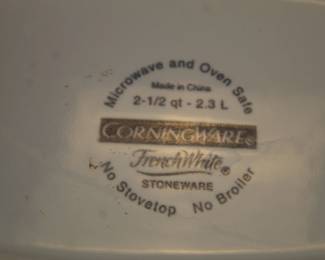 Microwave and Oven Safe
Made in China
2-1/2 qt - 2.3 L
CORNINGWARE®
FrenchWhite®
STONEWARE
No Stovetop No Broiler